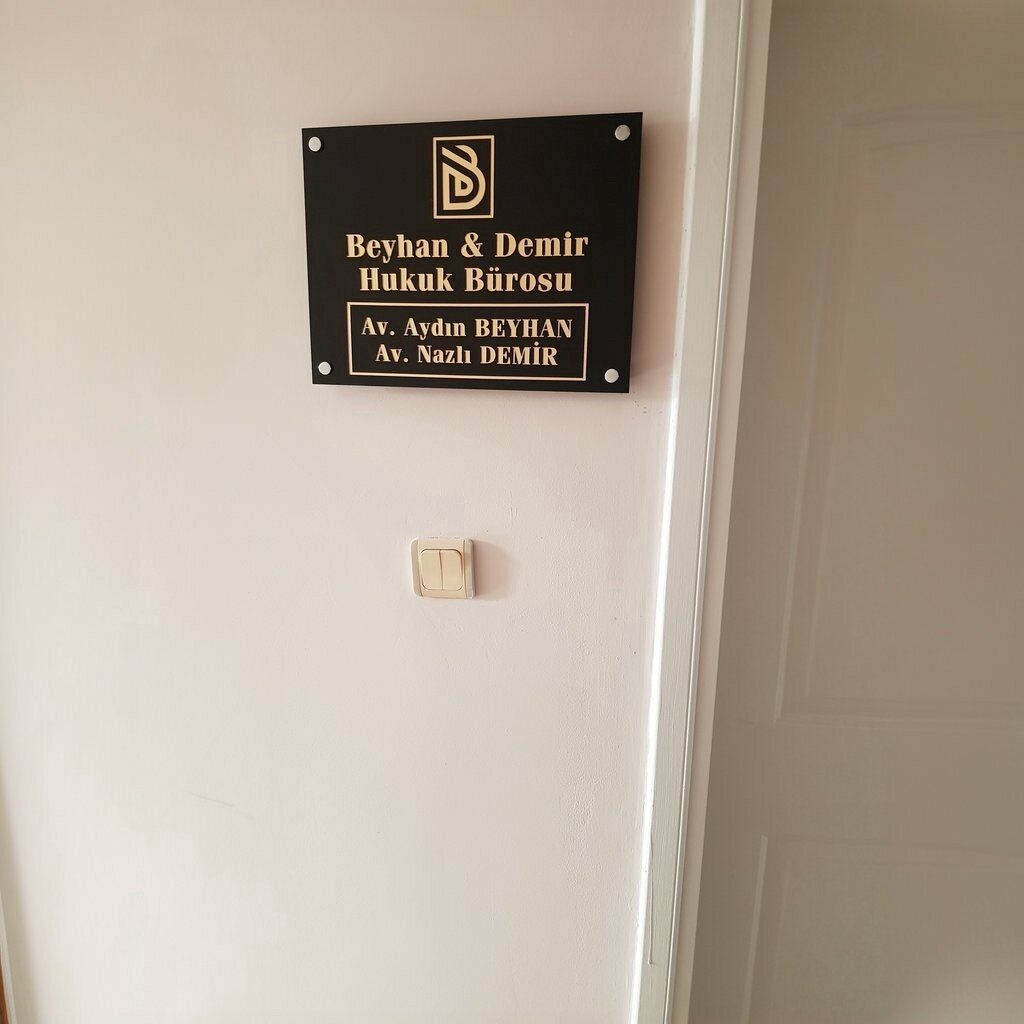 Beyhan & Demir
Hukuk Bürosu
Av. Aydın BEYHAN
Av. Nazlı DEMİR